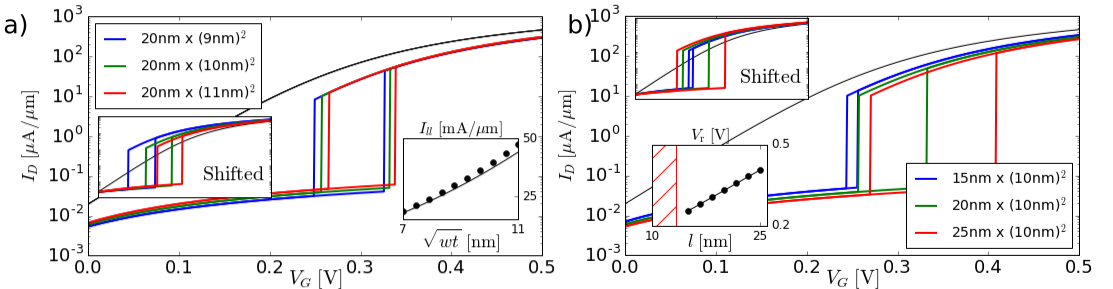 a)
I_D [μA/μm]
10^3
10^2
10^1
10^0
10^-1
10^-2
10^-3
20nm x (9nm)^2
20nm x (10nm)^2
20nm x (11nm)^2
Shifted
I_ll [mA/μm]
50
25
7
11
√wt [nm]
0.0
0.1
0.2
0.3
0.4
0.5
V_G [V]
b)
I_D [μA/μm]
10^3
10^2
10^1
10^0
10^-1
10^-2
10^-3
Shifted
V_r [V]
0.5
0.2
10
25
l [nm]
15nm x (10nm)^2
20nm x (10nm)^2
25nm x (10nm)^2
0.0
0.1
0.2
0.3
0.4
0.5
V_G [V]